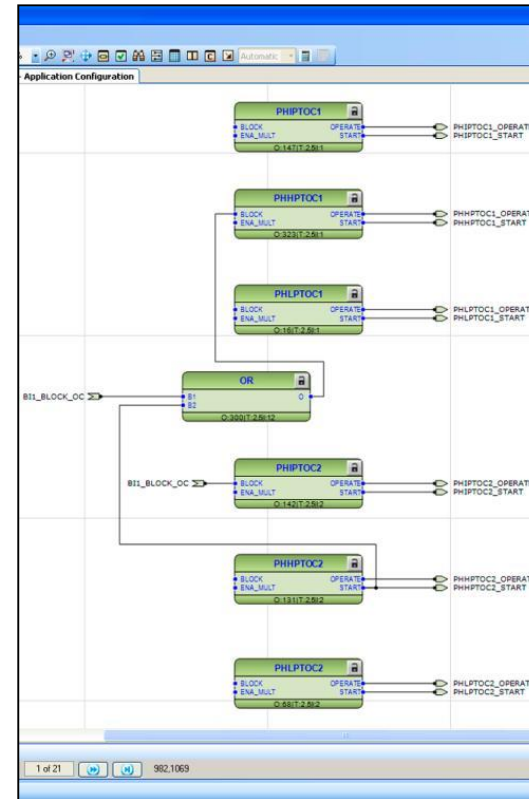 Automatic
Application Configuration
PHIPTOC1
BLOCK OPERATE
ENA_MULT START
O:147|T:2.5|I:1
PHIPTOC1_OPERATE
PHIPTOC1_START
PHHPTOC1
BLOCK OPERATE
ENA_MULT START
O:323|T:2.5|I:1
PHHPTOC1_OPERAT
PHHPTOC1_START
PHLPTOC1
BLOCK OPERATE
ENA_MULT START
O:16|T:2.5|I:1
PHLPTOC1_OPERAT
PHLPTOC1_START
OR
B1 O
B2
O:300|T:2.5|I:12
BI1_BLOCK_OC
PHIPTOC2
BI1_BLOCK_OC
BLOCK OPERATE
ENA_MULT START
O:142|T:2.5|I:2
PHIPTOC2_OPERATE
PHIPTOC2_START
PHHPTOC2
BLOCK OPERATE
ENA_MULT START
O:131|T:2.5|I:2
PHHPTOC2_OPERAT
PHHPTOC2_START
PHLPTOC2
BLOCK OPERATE
ENA_MULT START
O:68|T:2.5|I:2
PHLPTOC2_OPERAT
PHLPTOC2_START
1 of 21 982,1069